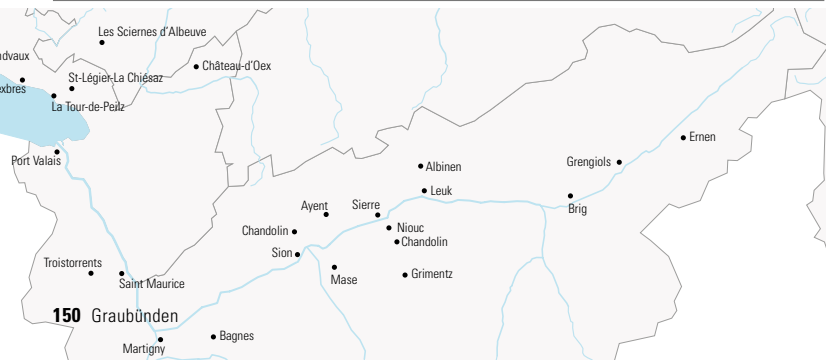 Les Sciernes d’Albeuve
Château-d’Oex
St-Légier-La Chiésaz
La Tour-de-Peilz
Port Valais
Ernen
Grengiols
Albinen
Leuk
Brig
Ayent
Sierre
Niouc
Chandolin
Chandolin
Sion
Grimentz
Mase
Troistorrents
Saint Maurice
150 Graubünden
Bagnes
Martigny